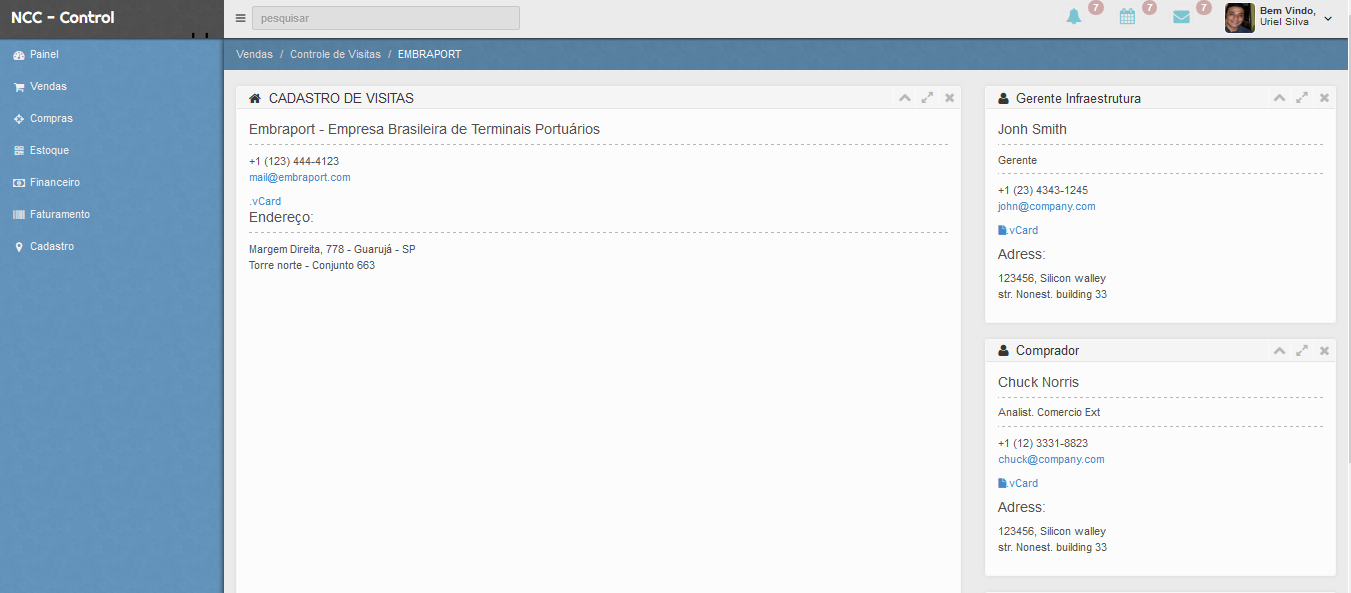 NCC - Control
pesquisar
7
7
7
Bem Vindo,
Uriel Silva
Painel
Vendas
Compras
Estoque
Financeiro
Faturamento
Cadastro
Vendas / Controle de Visitas / EMBRAPORT
CADASTRO DE VISITAS
Embraport - Empresa Brasileira de Terminais Portuários
+1 (123) 444-4123
mail@embraport.com
.vCard
Endereço:
Margem Direita, 778 - Guarujá - SP
Torre norte - Conjunto 663
Gerente Infraestrutura
Jonh Smith
Gerente
+1 (23) 4343-1245
john@company.com
.vCard
Adress:
123456, Silicon walley
str. Nonest. building 33
Comprador
Chuck Norris
Analist. Comercio Ext
+1 (12) 3331-8823
chuck@company.com
.vCard
Adress:
123456, Silicon walley
str. Nonest. building 33